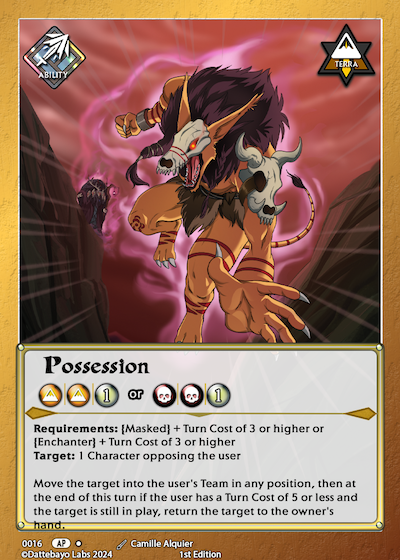 ABILITY
TERRA
Possession
1 or 1
Requirements: [Masked] + Turn Cost of 3 or higher or
[Enchanter] + Turn Cost of 3 or higher
Target: 1 Character opposing the user
Move the target into the user's Team in any position, then at
the end of this turn if the user has a Turn Cost of 5 or less and
the target is still in play, return the target to the owner's
hand.
0016 AP Camille Alquier
©Dattebayo Labs 2024 1st Edition